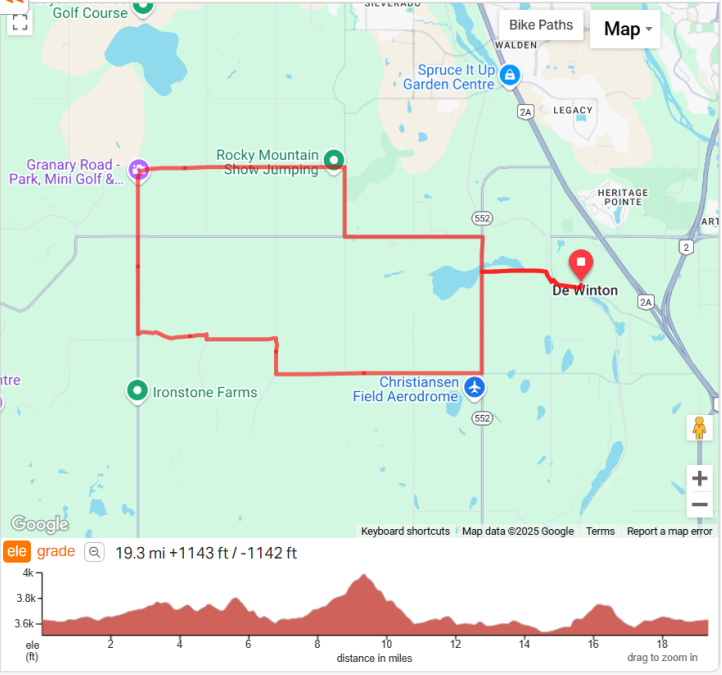 Golf Course
SILVERADO
Bike Paths
Map
WALDEN
Spruce It Up
Garden Centre
2A
LEGACY
Rocky Mountain
Show Jumping
Granary Road -
Park, Mini Golf &...
HERITAGE
POINTE
552
ART
2
De Winton
2A
ntre
Christiansen
Field Aerodrome
Ironstone Farms
552
Google
Keyboard shortcuts
Map data ©2025 Google
Terms
Report a map error
ele
grade
19.3 mi +1143 ft / -1142 ft
4k
3.8k
3.6k
ele
(ft)
2
4
6
8
10
12
14
16
18
distance in miles
drag to zoom in